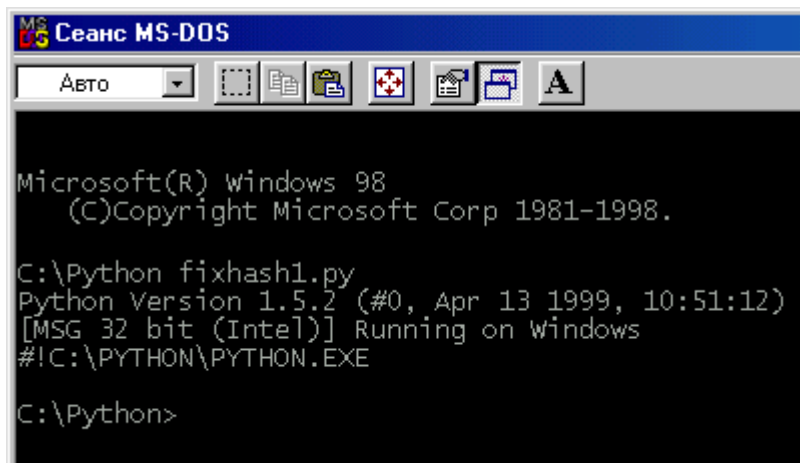 MS DOS Сеанс MS-DOS
Авто A
Microsoft(R) Windows 98
(C)Copyright Microsoft Corp 1981-1998.
C:\Python fixhash1.py
Python Version 1.5.2 (#0, Apr 13 1999, 10:51:12)
[MSG 32 bit (Intel)] Running on Windows
#!C:\PYTHON\PYTHON.EXE
C:\Python>